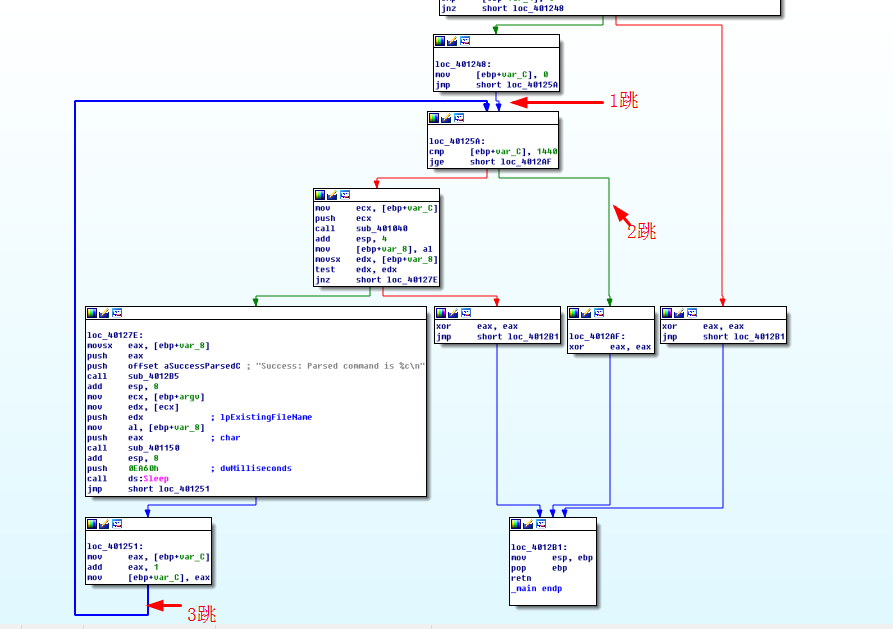 jnz     short loc_401248
loc_401248:
mov     [ebp+var_C], 0
jmp     short loc_40125A
1跳
loc_40125A:
cmp     [ebp+var_C], 1440
jge     short loc_4012AF
mov     ecx, [ebp+var_C]
push    ecx
call    sub_401040
add     esp, 4
mov     [ebp+var_8], al
movsx   edx, [ebp+var_8]
test    edx, edx
jnz     short loc_40127E
2跳
loc_40127E:
movsx   eax, [ebp+var_8]
push    eax
push    offset aSuccessParsedC ; "Success: Parsed command is %c\n"
call    sub_4012B5
add     esp, 8
mov     ecx, [ebp+argv]
mov     edx, [ecx]
push    edx             ; lpExistingFileName
mov     al, [ebp+var_8]
push    eax             ; char
call    sub_401150
add     esp, 8
push    0EA60h          ; dwMilliseconds
call    ds:Sleep
jmp     short loc_401251
xor     eax, eax
jmp     short loc_4012B1
loc_4012AF:
xor     eax, eax
xor     eax, eax
jmp     short loc_4012B1
loc_401251:
mov     eax, [ebp+var_C]
add     eax, 1
mov     [ebp+var_C], eax
3跳
loc_4012B1:
mov     esp, ebp
pop     ebp
retn
_main endp